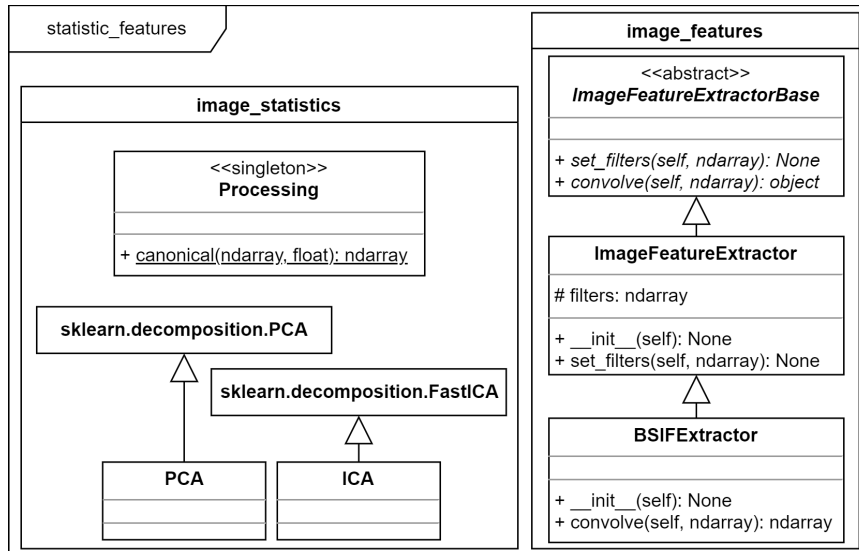 statistic_features
image_statistics
<<singleton>>
Processing
+ canonical(ndarray, float): ndarray
sklearn.decomposition.PCA
sklearn.decomposition.FastICA
PCA
ICA
image_features
<<abstract>>
ImageFeatureExtractorBase
+ set_filters(self, ndarray): None
+ convolve(self, ndarray): object
ImageFeatureExtractor
# filters: ndarray
+ __init__(self): None
+ set_filters(self, ndarray): None
BSIFExtractor
+ __init__(self): None
+ convolve(self, ndarray): ndarray